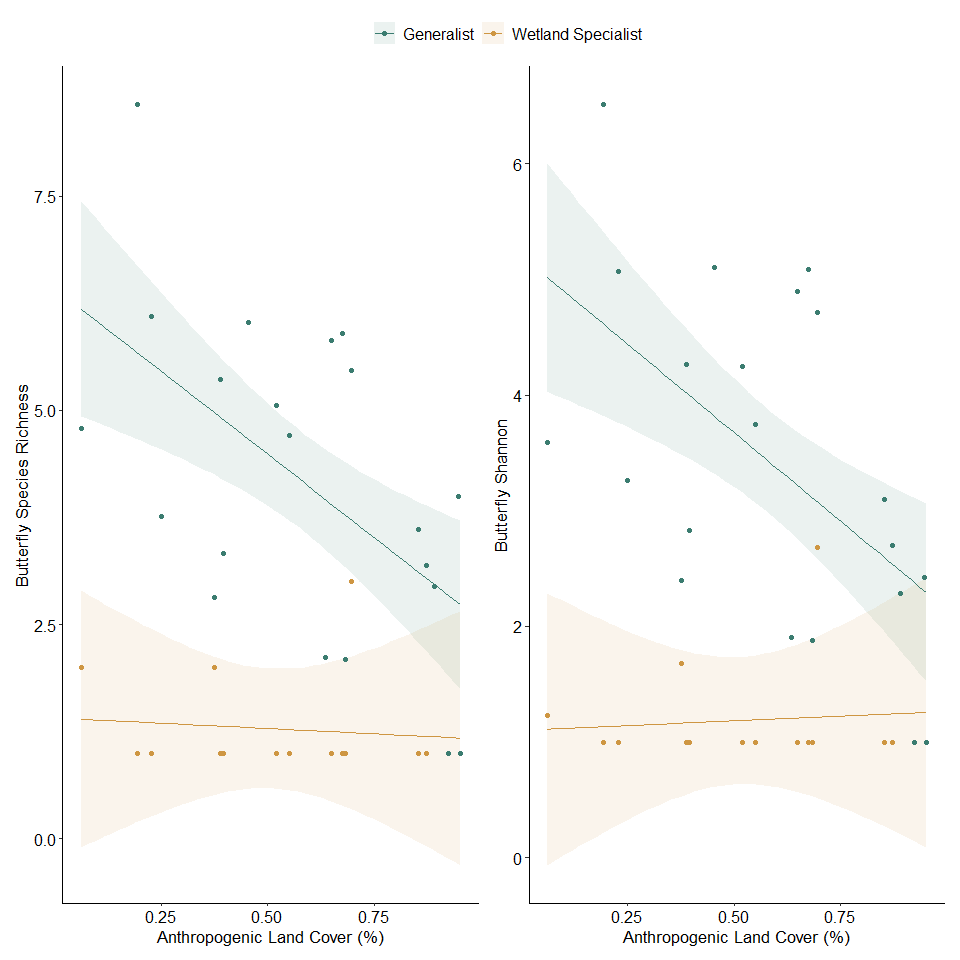 Generalist Wetland Specialist
Butterfly Species Richness
7.5
5.0
2.5
0.0
0.25 0.50 0.75
Anthropogenic Land Cover (%)
Butterfly Shannon
6
4
2
0
0.25 0.50 0.75
Anthropogenic Land Cover (%)